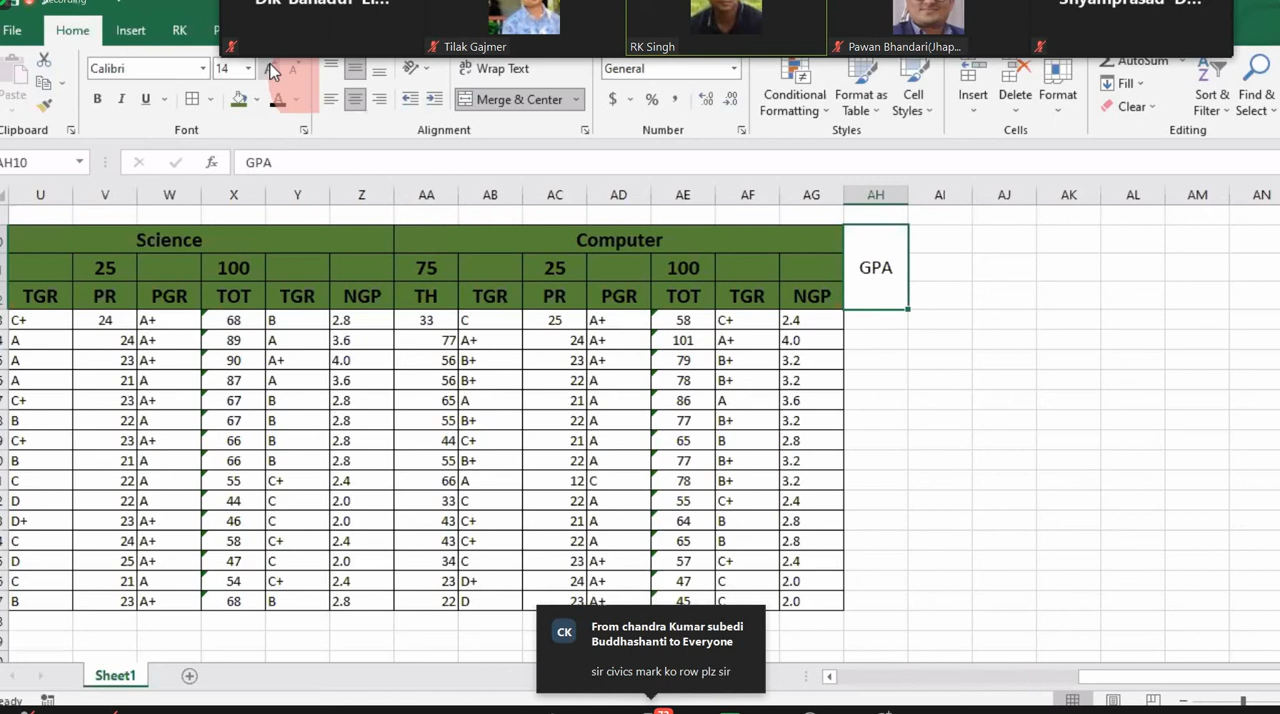 Recording
Tilak Gajmer
RK Singh
Pawan Bhandari(Jhap...
File Home Insert RK
Calibri 14 Wrap Text General AutoSum
Paste B I U Merge & Center $ % , Conditional Formatting Format as Table Cell Styles Insert Delete Format Fill Clear Sort & Filter Find & Select
Clipboard Font Alignment Number Styles Cells Editing
AH10 fx GPA
U V W X Y Z AA AB AC AD AE AF AG AH AI AJ AK AL AM AN
Science Computer GPA
25 100 75 25 100
TGR PR PGR TOT TGR NGP TH TGR PR PGR TOT TGR NGP
C+ 24 A+ 68 B 2.8 33 C 25 A+ 58 C+ 2.4
A 24 A+ 89 A 3.6 77 A+ 24 A+ 101 A+ 4.0
A 23 A+ 90 A+ 4.0 56 B+ 23 A+ 79 B+ 3.2
A 21 A 87 A 3.6 56 B+ 22 A 78 B+ 3.2
C+ 23 A+ 67 B 2.8 65 A 21 A 86 A 3.6
B 22 A 67 B 2.8 55 B+ 22 A 77 B+ 3.2
C+ 23 A+ 66 B 2.8 44 C+ 21 A 65 B 2.8
B 21 A 66 B 2.8 55 B+ 22 A 77 B+ 3.2
C 22 A 55 C+ 2.4 66 A 12 C 78 B+ 3.2
D 22 A 44 C 2.0 33 C 22 A 55 C+ 2.4
D+ 23 A+ 46 C 2.0 43 C+ 21 A 64 B 2.8
C 24 A+ 58 C+ 2.4 43 C+ 22 A 65 B 2.8
D 25 A+ 47 C 2.0 34 C 23 A+ 57 C+ 2.4
C 21 A 54 C+ 2.4 23 D+ 24 A+ 47 C 2.0
B 23 A+ 68 B 2.8 22 D 23 A+ 45 C 2.0
CK From chandra Kumar subedi
Buddhashanti to Everyone
sir civics mark ko row plz sir
Sheet1